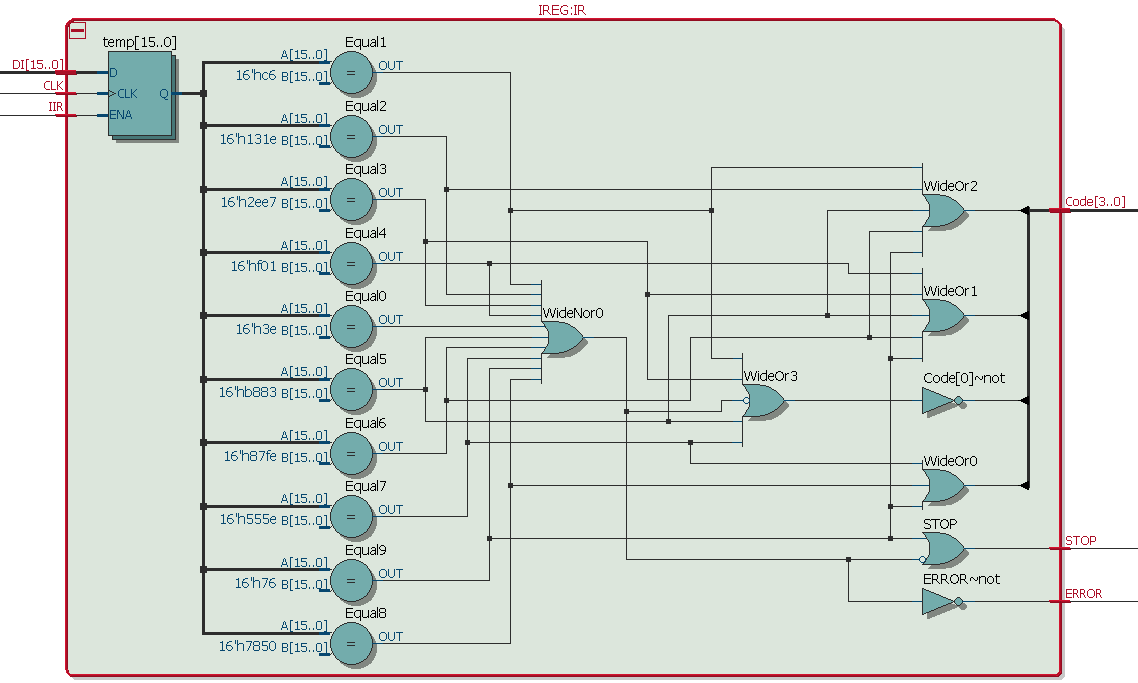 IREG:IR
temp[15..0]
DI[15..0]
CLK
IIR
D
>CLK
ENA
Q
Equal1
A[15..0]
16'hc6 B[15..0]
=
OUT
Equal2
A[15..0]
16'h131e B[15..0]
=
OUT
Equal3
A[15..0]
16'h2ee7 B[15..0]
=
OUT
Equal4
A[15..0]
16'hf01 B[15..0]
=
OUT
Equal0
A[15..0]
16'h3e B[15..0]
=
OUT
Equal5
A[15..0]
16'hb883 B[15..0]
=
OUT
Equal6
A[15..0]
16'h87fe B[15..0]
=
OUT
Equal7
A[15..0]
16'h555e B[15..0]
=
OUT
Equal9
A[15..0]
16'h76 B[15..0]
=
OUT
Equal8
A[15..0]
16'h7850 B[15..0]
=
OUT
WideNor0
WideOr3
WideOr2
WideOr1
Code[0]~not
WideOr0
STOP
ERROR~not
Code[3..0]
STOP
ERROR